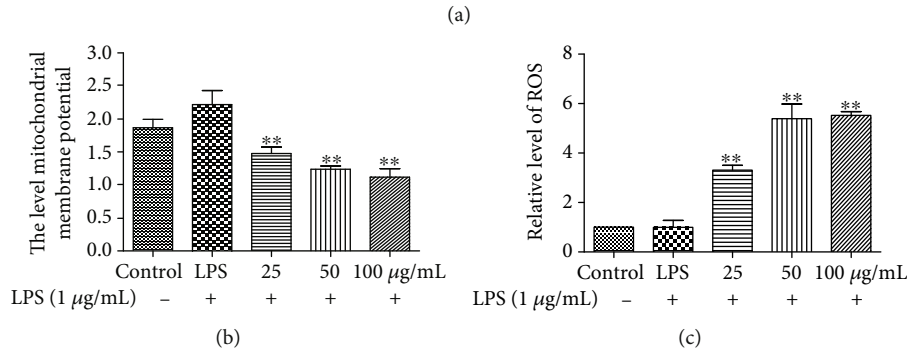 (a)
The level mitochondrial
membrane potential
3.0
2.5
2.0
1.5
1.0
0.5
0.0
**
**
**
Control LPS 25 50 100 μg/mL
LPS (1 μg/mL) – + + + +
(b)
Relative level of ROS
8
6
4
2
0
**
**
**
Control LPS 25 50 100 μg/mL
LPS (1 μg/mL) – + + + +
(c)